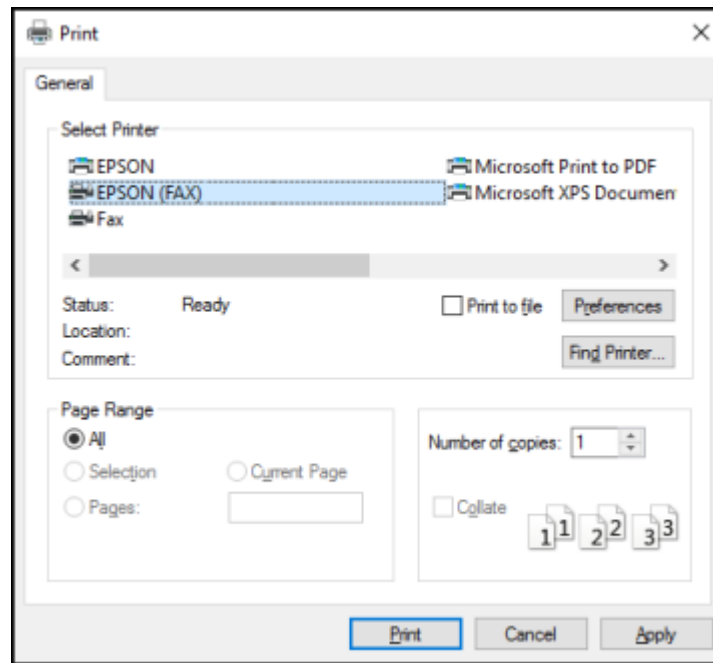 Print
General
Select Printer
EPSON
Microsoft Print to PDF
EPSON (FAX)
Microsoft XPS Documen
Fax
Status:
Ready
Print to file
Preferences
Location:
Comment:
Find Printer...
Page Range
All
Selection
Current Page
Pages:
Number of copies:
1
Collate
1 1 2 2 3 3
Print
Cancel
Apply